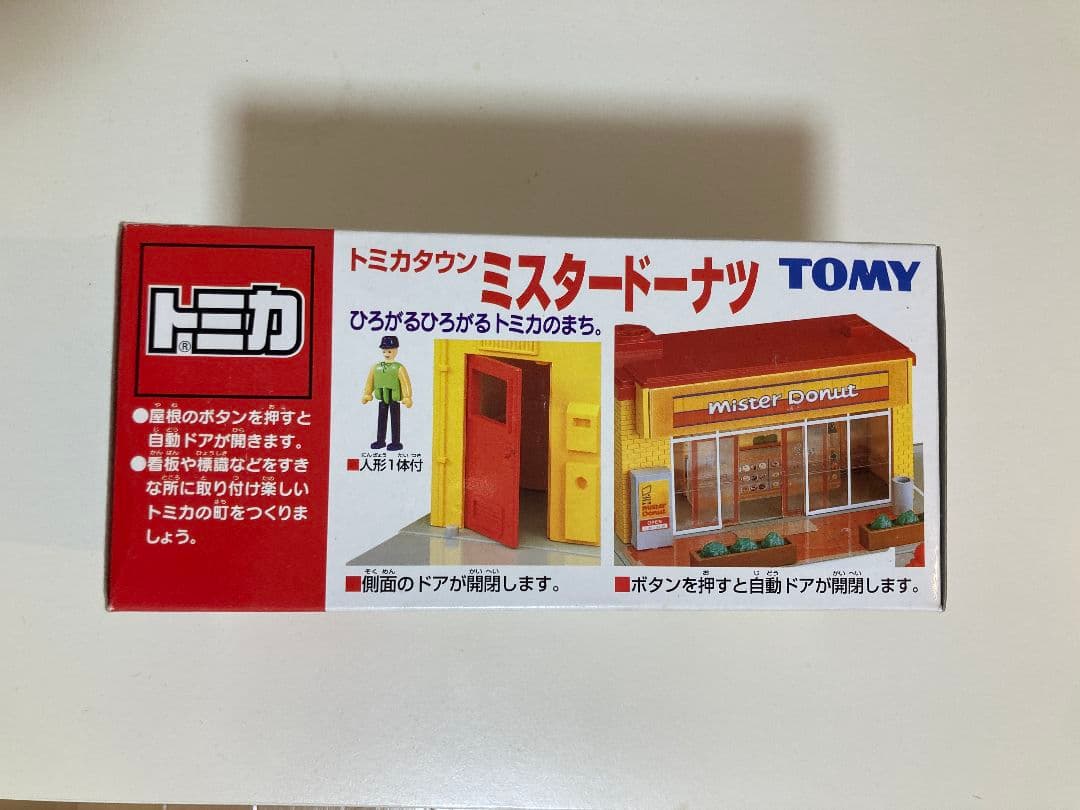 トミカ®
●屋根のボタンを押すと
自動ドアが開きます。
●看板や標識などをすき
な所に取り付け楽しい
トミカの町をつくりま
しょう。
トミカタウン ミスタードーナツ TOMY
ひろがるひろがるトミカのまち。
■人形1体付
■側面のドアが開閉します。
mister Donut
mister Donut
OPEN
■ボタンを押すと自動ドアが開閉します。